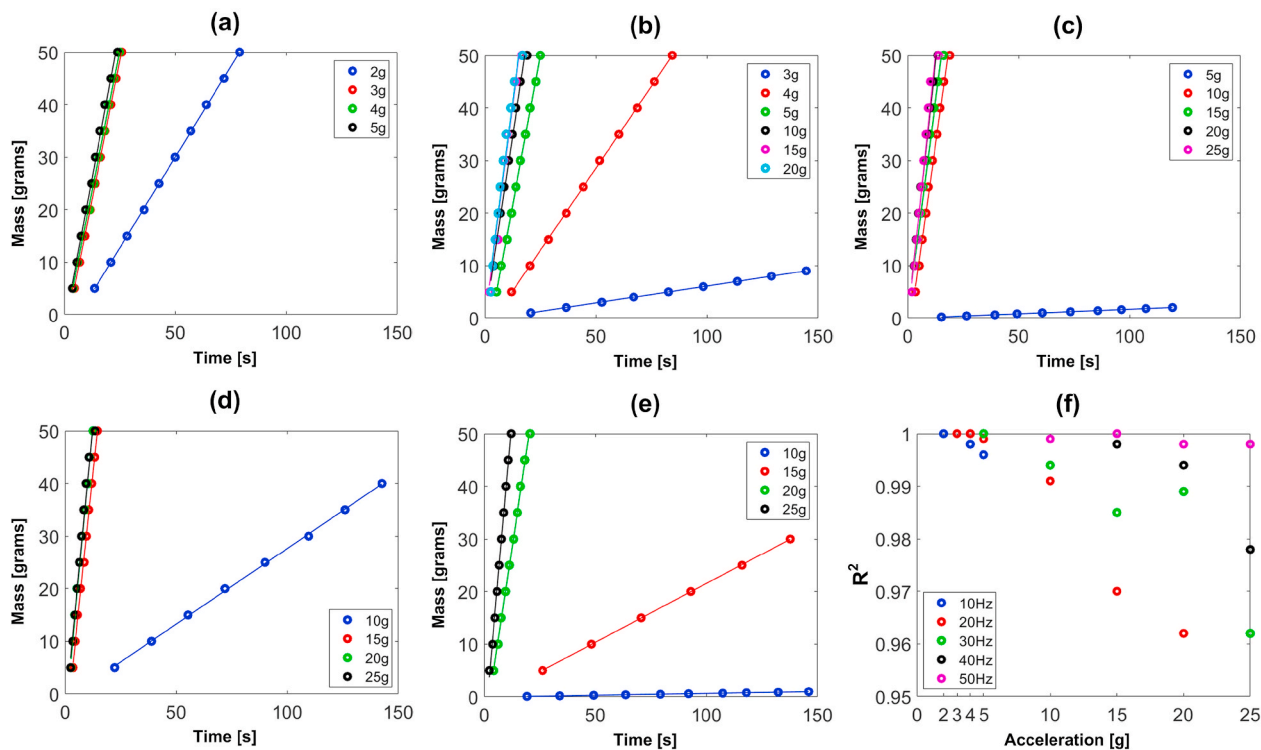 (a)
50
40
30
20
10
0
Mass [grams]
0 50 100 150
Time [s]
2g
3g
4g
5g
(b)
50
40
30
20
10
0
Mass [grams]
0 50 100 150
Time [s]
3g
4g
5g
10g
15g
20g
(c)
50
40
30
20
10
0
Mass [grams]
0 50 100 150
Time [s]
5g
10g
15g
20g
25g
(d)
50
40
30
20
10
0
Mass [grams]
0 50 100 150
Time [s]
10g
15g
20g
25g
(e)
50
40
30
20
10
0
Mass [grams]
0 50 100 150
Time [s]
10g
15g
20g
25g
(f)
1
0.99
0.98
0.97
0.96
0.95
R²
0 2 3 4 5 10 15 20 25
Acceleration [g]
10Hz
20Hz
30Hz
40Hz
50Hz